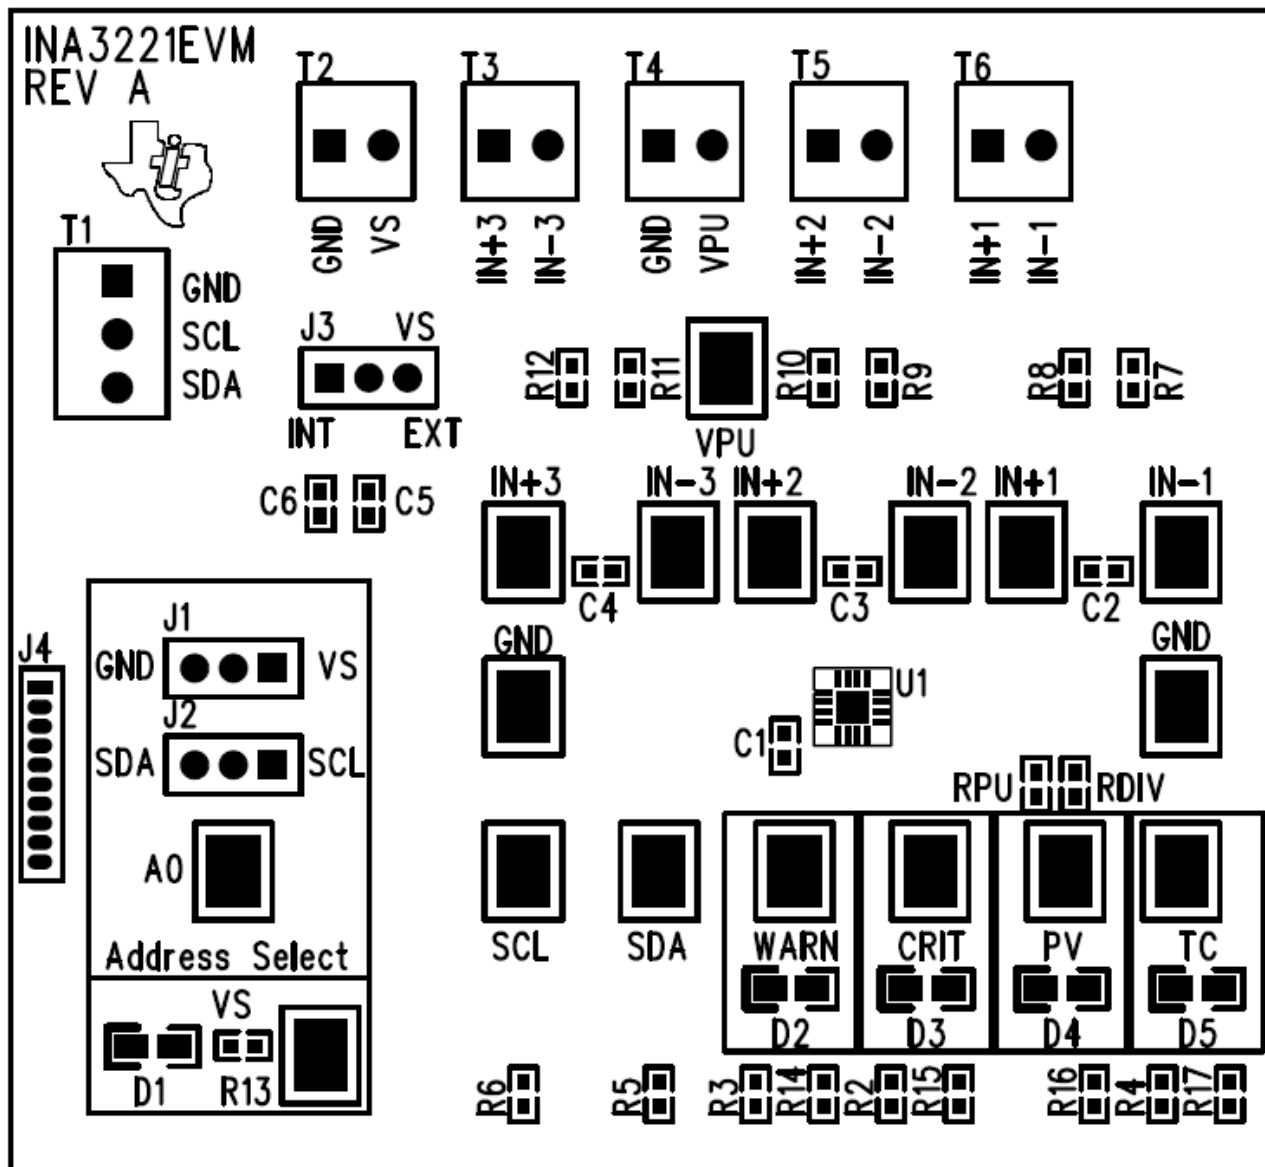 INA3221EVM
REV A
T2
T3
T4
T5
T6
GND
VS
IN+3
IN-3
GND
VPU
IN+2
IN-2
IN+1
IN-1
T1
GND
SCL
SDA
J3
VS
INT
EXT
R12
R11
VPU
R10
R9
R8
R7
C6
C5
IN+3
IN-3
IN+2
IN-2
IN+1
IN-1
C4
C3
C2
GND
GND
J4
J1
GND
VS
J2
SDA
SCL
A0
Address Select
U1
C1
RPU
RDIV
SCL
SDA
WARN
CRIT
PV
TC
D2
D3
D4
D5
VS
D1
R13
R6
R5
R3
R14
R2
R15
R16
R4
R17